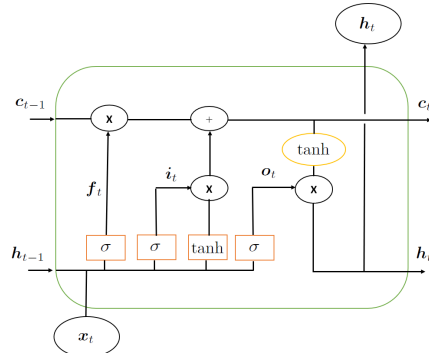 h_t
c_{t-1}
c_t
x
+
tanh
f_t
i_t
x
o_t
x
h_{t-1}
σ
σ
tanh
σ
h_t
x_t